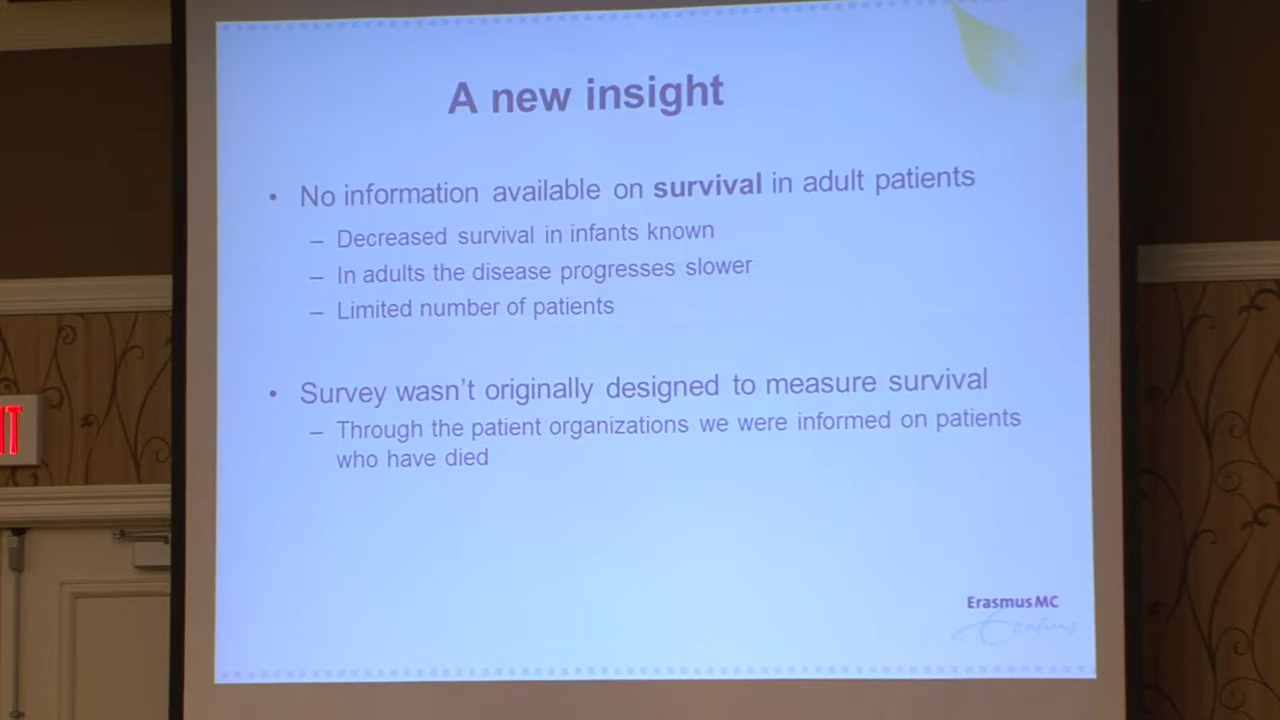 A new insight
• No information available on survival in adult patients
– Decreased survival in infants known
– In adults the disease progresses slower
– Limited number of patients
• Survey wasn't originally designed to measure survival
– Through the patient organizations we were informed on patients
who have died
IT
Erasmus MC
Erasmus